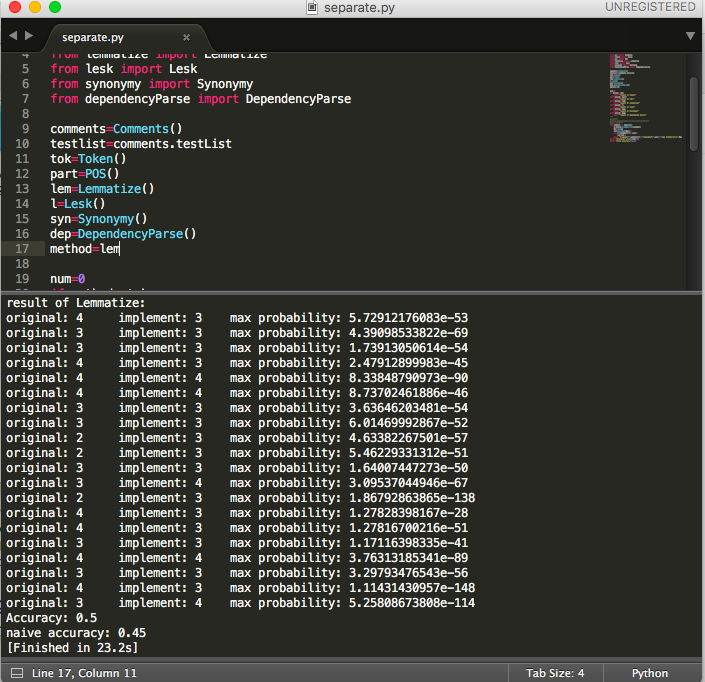 separate.py
UNREGISTERED
separate.py ×
4 from lemmatize import Lemmatize
5 from lesk import Lesk
6 from synonymy import Synonymy
7 from dependencyParse import DependencyParse
8
9 comments=Comments()
10 testlist=comments.testList
11 tok=Token()
12 part=POS()
13 lem=Lemmatize()
14 l=Lesk()
15 syn=Synonymy()
16 dep=DependencyParse()
17 method=lem
18
19 num=0
result of Lemmatize:
original: 4 implement: 3 max probability: 5.72912176083e-53
original: 3 implement: 3 max probability: 4.39098533822e-69
original: 3 implement: 3 max probability: 1.73913050614e-54
original: 4 implement: 3 max probability: 2.47912899983e-45
original: 4 implement: 4 max probability: 8.33848790973e-90
original: 4 implement: 4 max probability: 8.73702461886e-46
original: 3 implement: 3 max probability: 3.63646203481e-54
original: 3 implement: 3 max probability: 6.01469992867e-52
original: 2 implement: 3 max probability: 4.63382267501e-57
original: 2 implement: 3 max probability: 5.46229331312e-51
original: 3 implement: 3 max probability: 1.64007447273e-50
original: 3 implement: 4 max probability: 3.09537044946e-67
original: 2 implement: 3 max probability: 1.86792863865e-138
original: 4 implement: 3 max probability: 1.27828398167e-28
original: 4 implement: 3 max probability: 1.27816700216e-51
original: 3 implement: 3 max probability: 1.17116398335e-41
original: 4 implement: 4 max probability: 3.76313185341e-89
original: 3 implement: 3 max probability: 3.29793476543e-56
original: 4 implement: 3 max probability: 1.11431430957e-148
original: 3 implement: 4 max probability: 5.25808673808e-114
Accuracy: 0.5
naive accuracy: 0.45
[Finished in 23.2s]
Line 17, Column 11
Tab Size: 4
Python